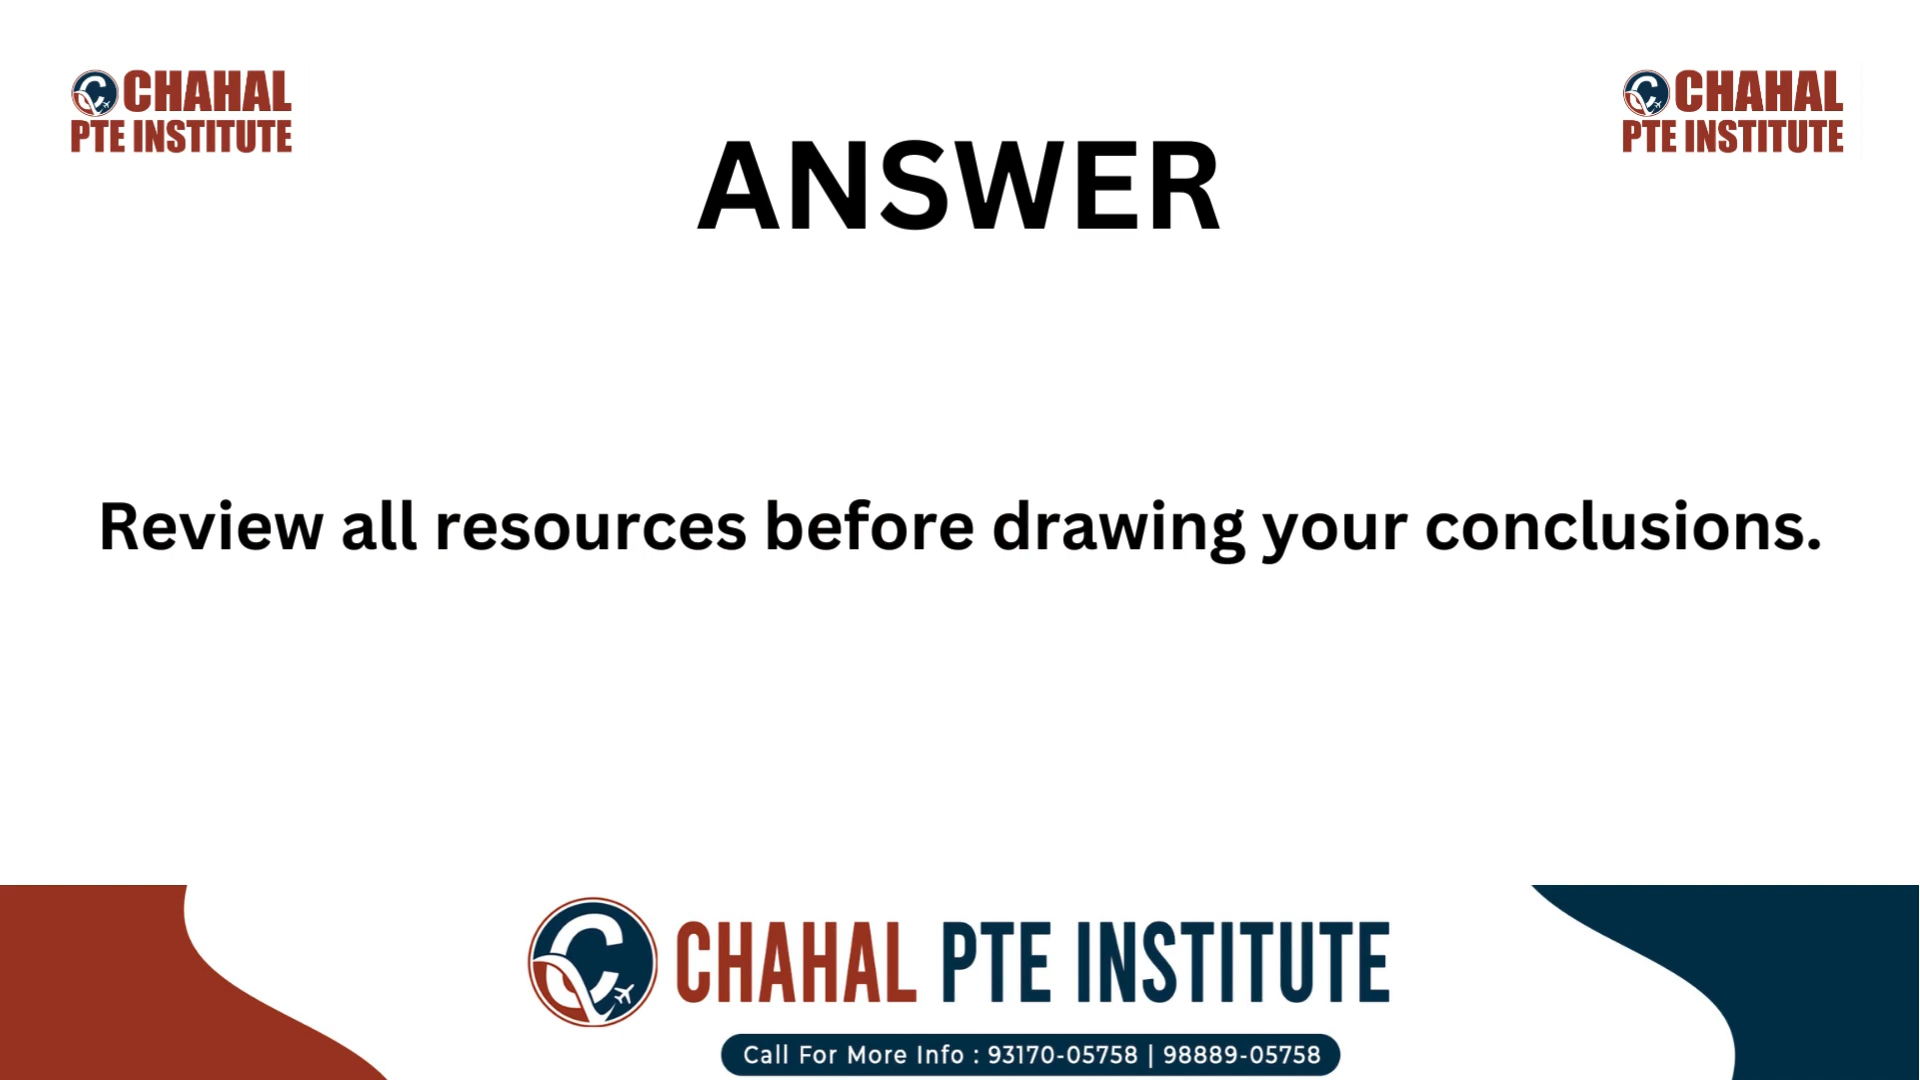 CHAHAL
PTE INSTITUTE
CHAHAL
PTE INSTITUTE
ANSWER
Review all resources before drawing your conclusions.
CHAHAL PTE INSTITUTE
Call For More Info : 93170-05758 | 98889-05758